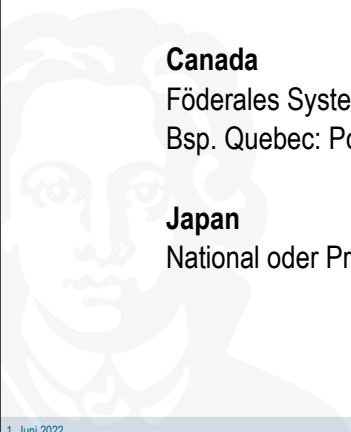 Canada
Föderales Syste
Bsp. Quebec: Po
Japan
National oder Pr
1. Juni 2022